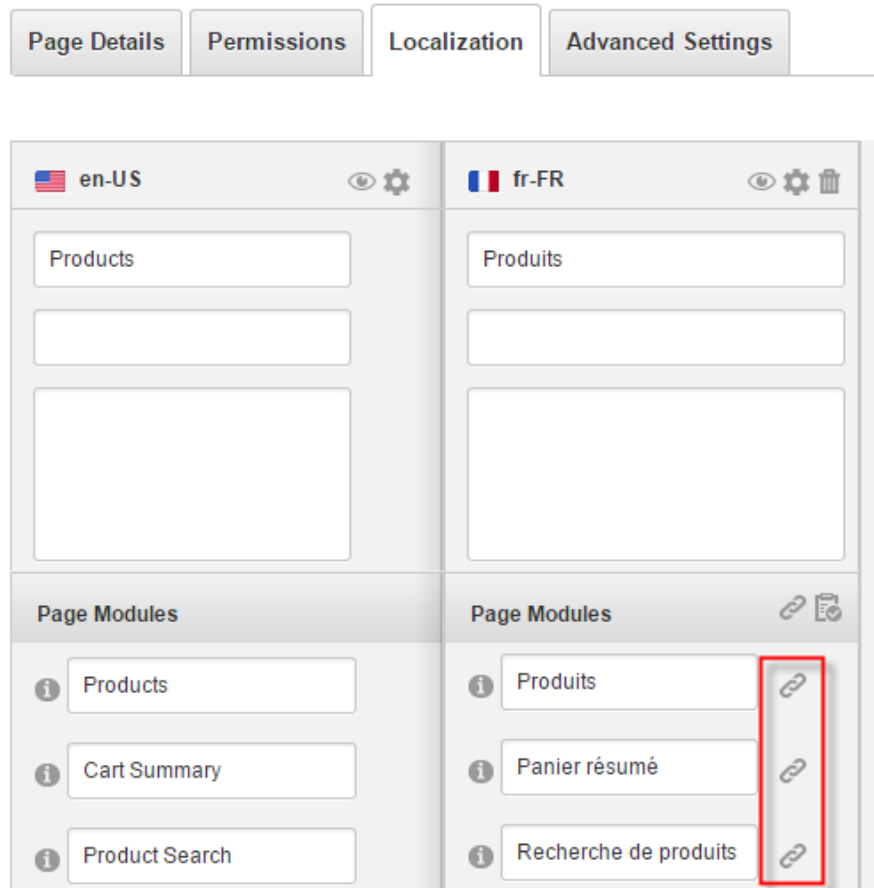 Page Details Permissions Localization Advanced Settings
en-US fr-FR
Products Produits
Page Modules Page Modules
Products Produits
Cart Summary Panier résumé
Product Search Recherche de produits